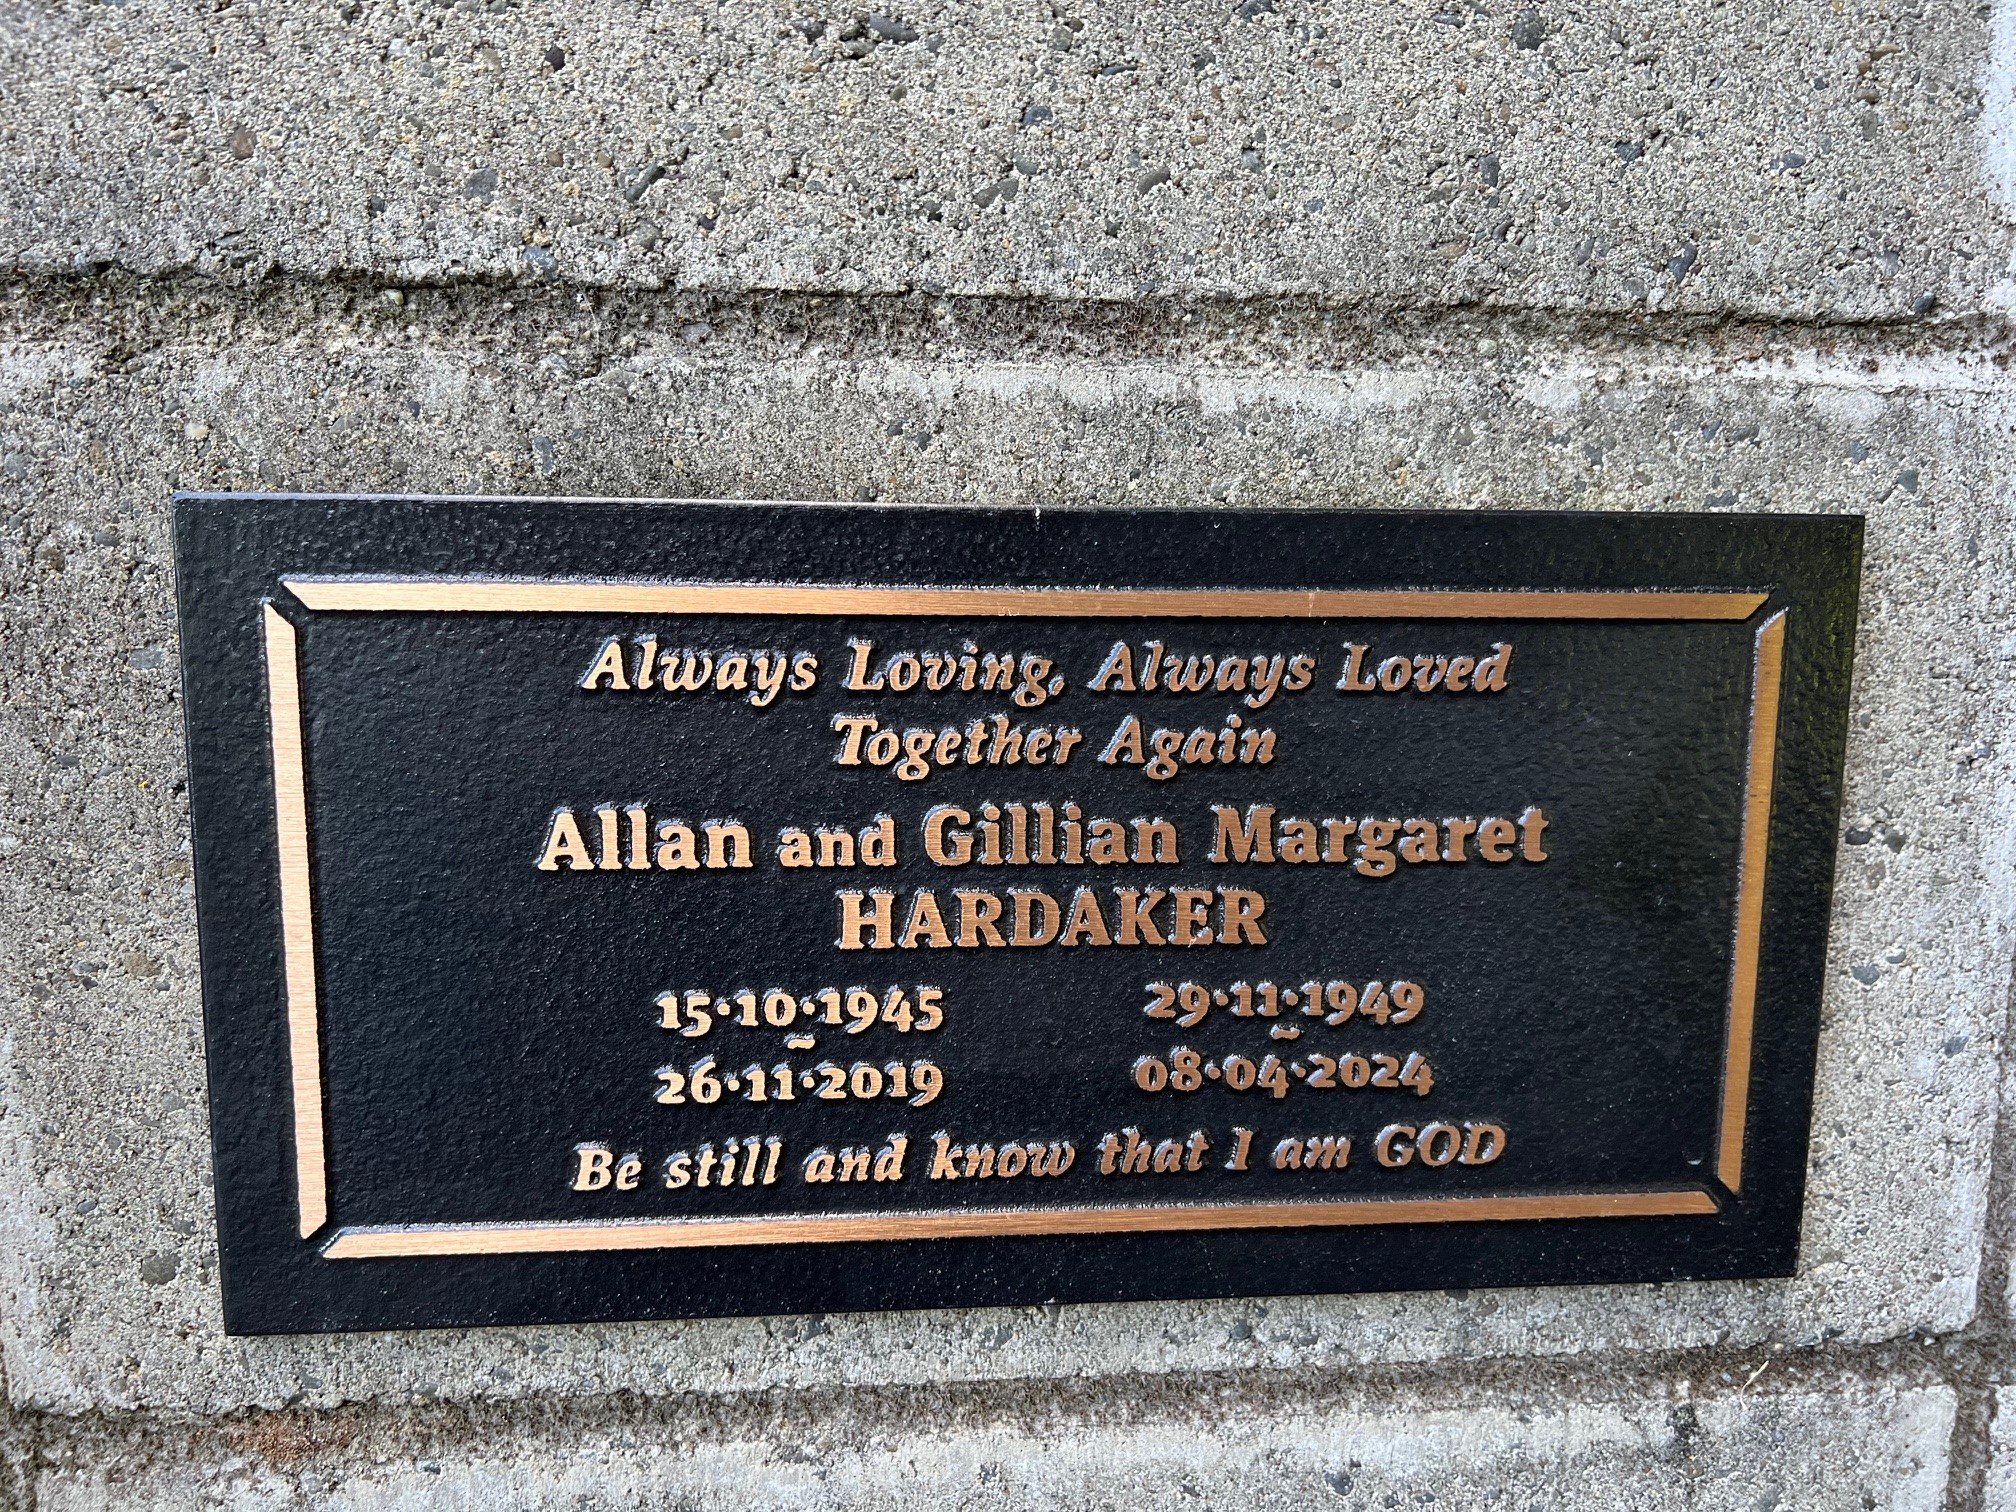 Always Loving, Always Loved
Together Again
Allan and Gillian Margaret
HARDAKER
15·10·1945 29·11·1949
~ ~
26·11·2019 08·04·2024
Be still and know that I am GOD